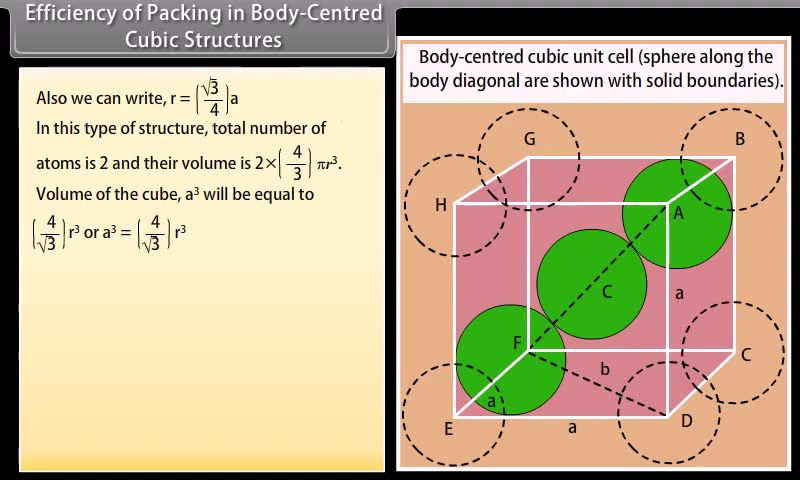 Efficiency of Packing in Body-Centred
Cubic Structures
Also we can write, r = (√3/4)a
In this type of structure, total number of
atoms is 2 and their volume is 2×(4/3) πr³.
Volume of the cube, a³ will be equal to
(4/√3) r³ or a³ = (4/√3) r³
Body-centred cubic unit cell (sphere along the
body diagonal are shown with solid boundaries).
G
B
H
A
C
a
F
C
b
a
E
a
D